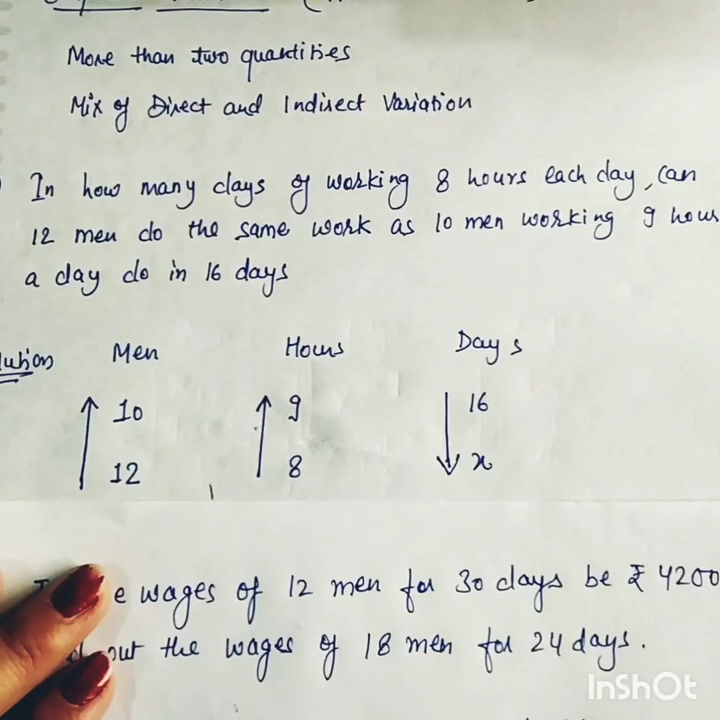 More than two quantities
Mix of Direct and Indirect Variation
In how many days of working 8 hours each day, can
12 men do the same work as 10 men working 9 hour
a day do in 16 days
lution Men Hours Days
10 9 16
12 8 x
e wages of 12 men for 30 days be ₹ 4200
out the wages of 18 men for 24 days.
InShOt